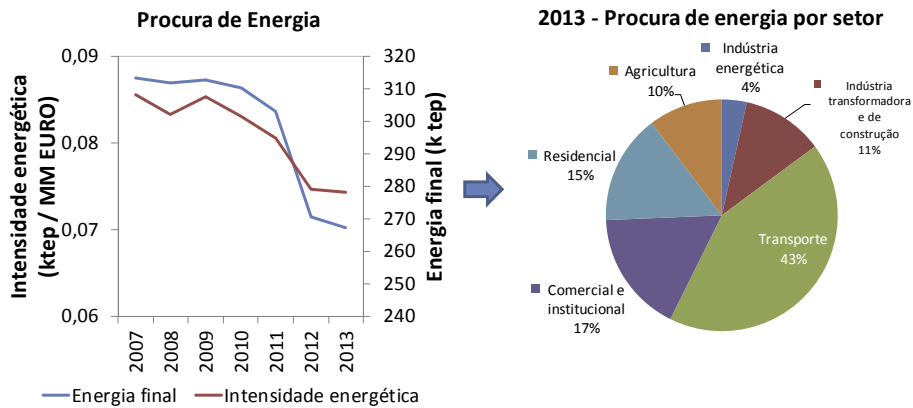 Procura de Energia
Intensidade energética
(ktep / MM EURO)
0,09
0,08
0,07
0,06
320
310
300
290
280
270
260
250
240
Energia final (k tep)
2007
2008
2009
2010
2011
2012
2013
Energia final
Intensidade energética
2013 - Procura de energia por setor
Indústria
energética
4%
Indústria
transformadora
e de
construção
11%
Transporte
43%
Comercial e
institucional
17%
Residencial
15%
Agricultura
10%